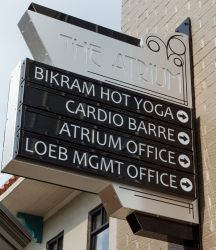 THE ATRIUM
BIKRAM HOT YOGA
CARDIO BARRE
ATRIUM OFFICE
LOEB MGMT OFFICE